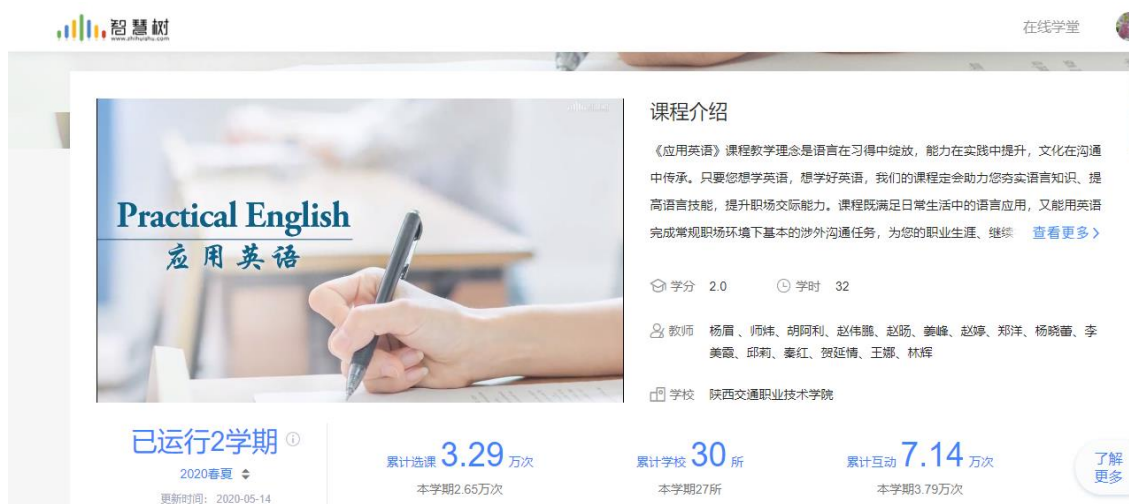 智慧树
www.zhihuishu.com
在线学堂
Practical English
应用英语
课程介绍
《应用英语》课程教学理念是语言在习得中绽放，能力在实践中提升，文化在沟通
中传承。只要您想学英语，想学好英语，我们的课程定会助力您夯实语言知识、提
高语言技能，提升职场交际能力。课程既满足日常生活中的语言应用，又能用英语
完成常规职场环境下基本的涉外沟通任务，为您的职业生涯、继续 查看更多
学分 2.0 学时 32
教师 杨眉、师炜、胡阿利、赵伟鹏、赵旸、姜峰、赵婷、郑洋、杨晓蕾、李
美霞、邱莉、秦红、贺延情、王娜、林辉
学校 陕西交通职业技术学院
已运行2学期
2020春夏
更新时间： 2020-05-14
累计选课 3.29 万次
本学期2.65万次
累计学校 30 所
本学期27所
累计互动 7.14 万次
本学期3.79万次
了解
更多